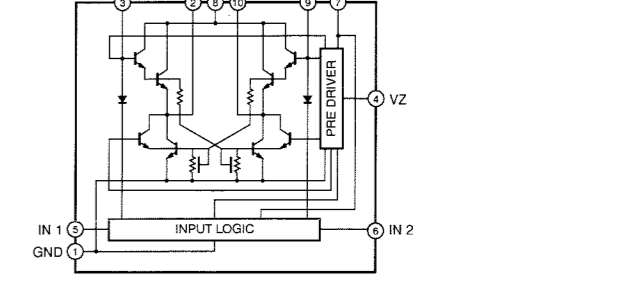 3 2 8 10 9 7
PRE DRIVER
4 VZ
IN 1 5
INPUT LOGIC
6 IN 2
GND 1